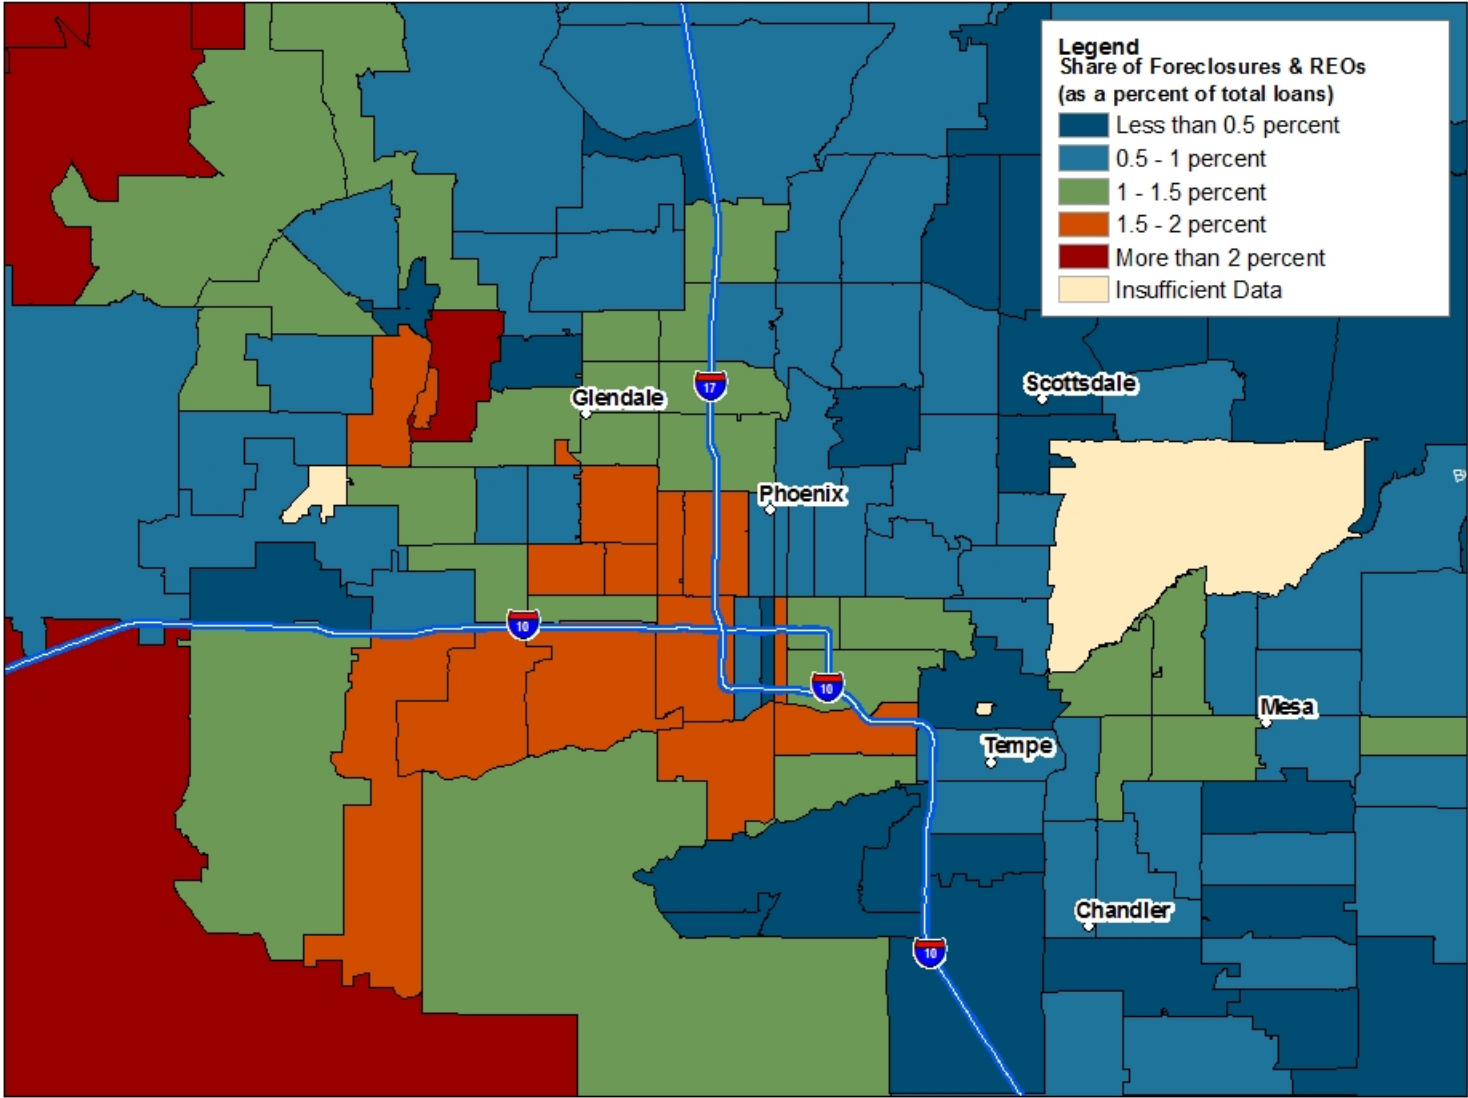 Legend
Share of Foreclosures & REOs
(as a percent of total loans)
Less than 0.5 percent
0.5 - 1 percent
1 - 1.5 percent
1.5 - 2 percent
More than 2 percent
Insufficient Data
Scottsdale
17
Glendale
Phoenix
10
10
Mesa
Tempe
Chandler
10